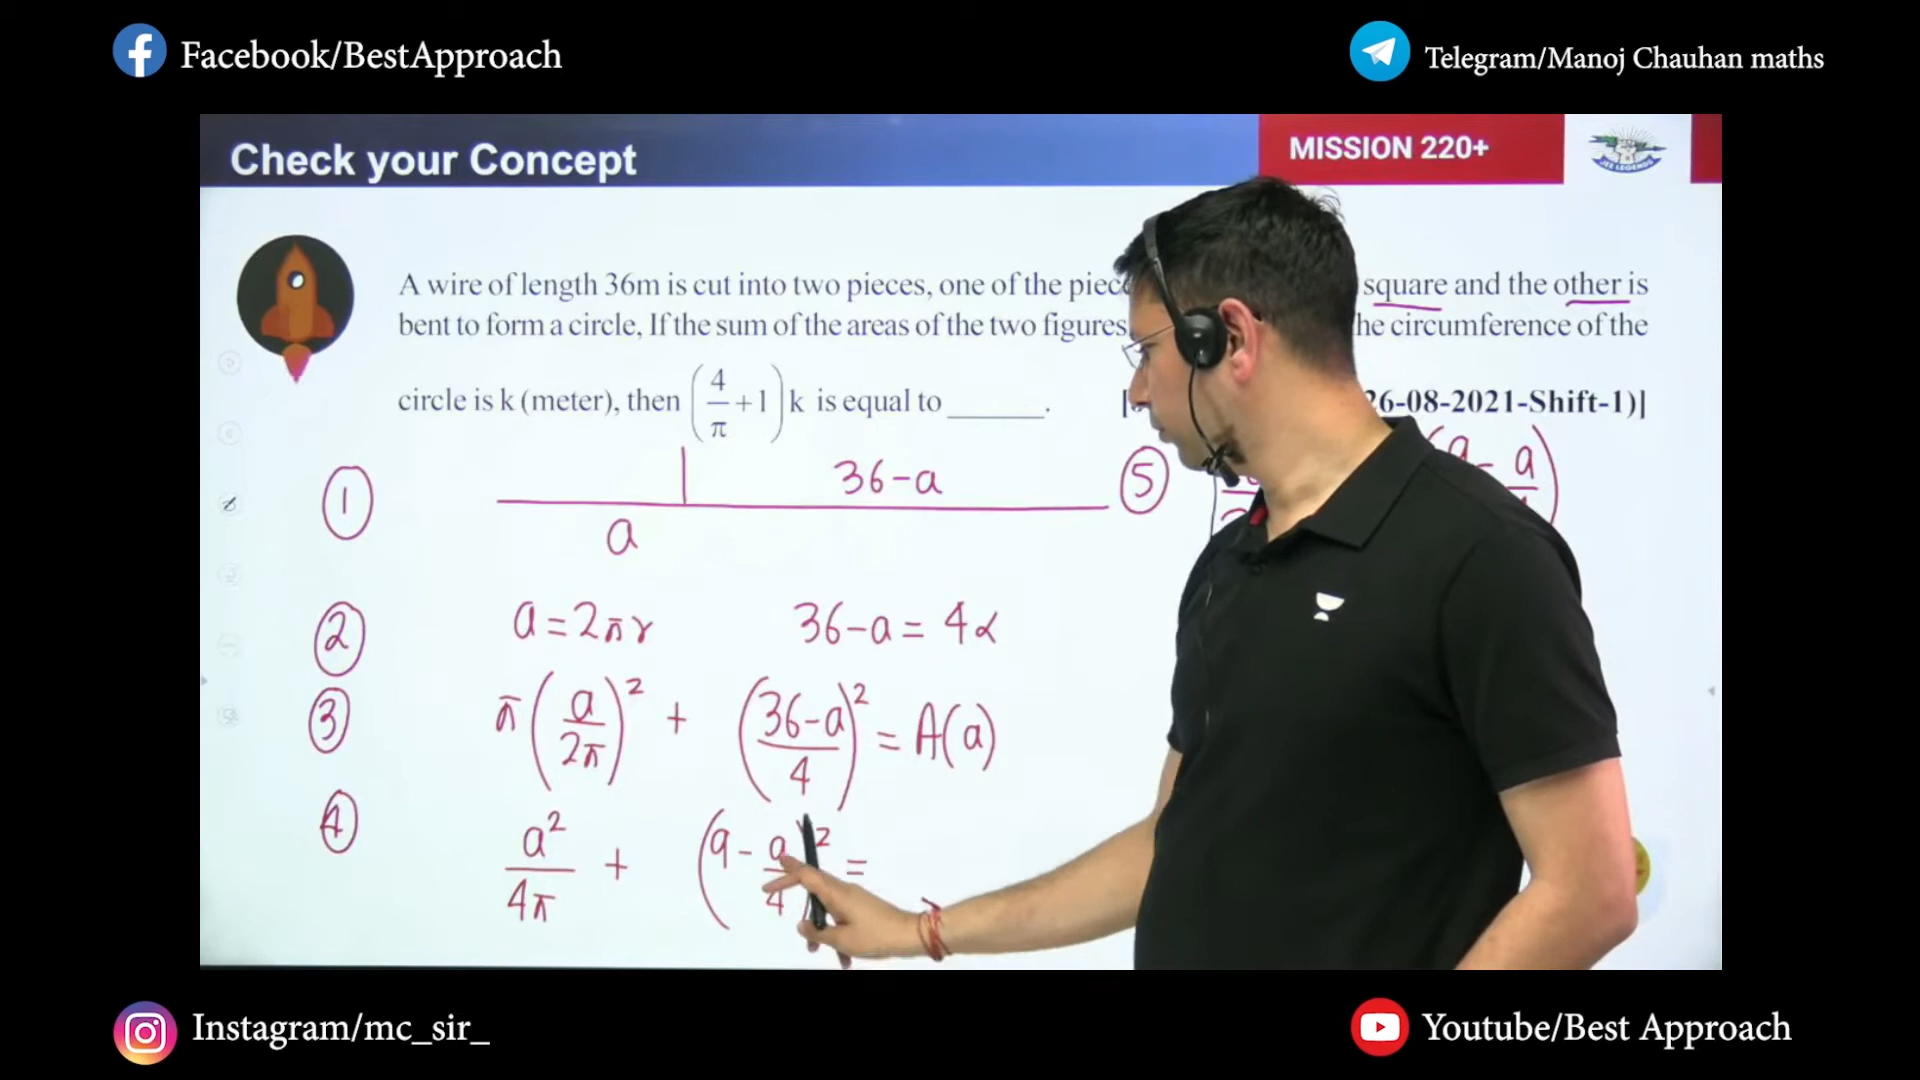 Facebook/BestApproach
Telegram/Manoj Chauhan maths
Check your Concept
MISSION 220+
JEE LEGENDS
A wire of length 36m is cut into two pieces, one of the square and the other is
bent to form a circle, If the sum of the areas of the two figures circumference of the
circle is k (meter), then (4/π + 1) k is equal to ______.
26-08-2021-Shift-1)]
① a | 36-a
② a = 2πr 36-a = 4α
③ π(a/2π)² + ((36-a)/4)² = A(a)
④ a²/4π + (9 - a/4)² =
⑤
Instagram/mc_sir_
Youtube/Best Approach